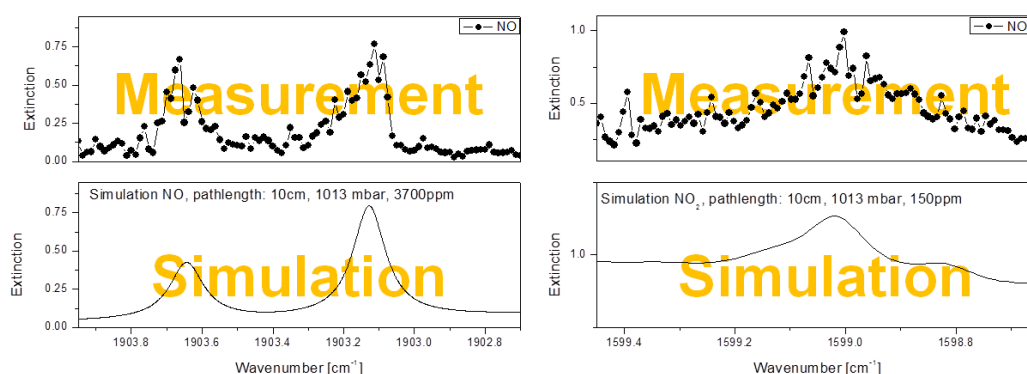 NO
0.75
0.50
0.25
0.00
Extinction
Measurement
Simulation NO, pathlength: 10cm, 1013 mbar, 3700ppm
0.75
0.50
0.25
0.00
Extinction
Simulation
1903.8 1903.6 1903.4 1903.2 1903.0 1902.8
Wavenumber [cm⁻¹]
NO
1.0
0.5
Extinction
Measurement
Simulation NO₂, pathlength: 10cm, 1013 mbar, 150ppm
1.0
Extinction
Simulation
1599.4 1599.2 1599.0 1598.8
Wavenumber [cm⁻¹]